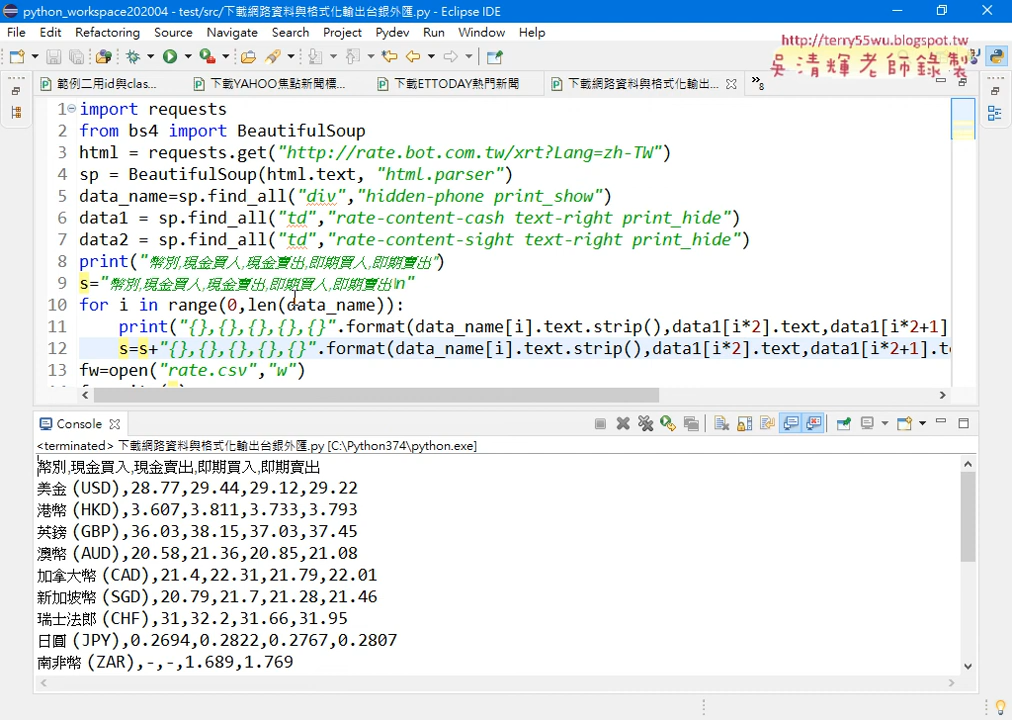 python_workspace202004 - test/src/下載網路資料與格式化輸出台銀外匯.py - Eclipse IDE
File Edit Refactoring Source Navigate Search Project Pydev Run Window Help
http://terry55wu.blogspot.tw
吳清輝老師錄製
範例二用id與clas... 下載YAHOO焦點新聞標... 下載ETTODAY熱門新聞 下載網路資料與格式化輸出... »8
1 import requests
2 from bs4 import BeautifulSoup
3 html = requests.get("http://rate.bot.com.tw/xrt?Lang=zh-TW")
4 sp = BeautifulSoup(html.text, "html.parser")
5 data_name=sp.find_all("div","hidden-phone print_show")
6 data1 = sp.find_all("td","rate-content-cash text-right print_hide")
7 data2 = sp.find_all("td","rate-content-sight text-right print_hide")
8 print("幣別,現金買入,現金賣出,即期買入,即期賣出")
9 s="幣別,現金買入,現金賣出,即期買入,即期賣出\n"
10 for i in range(0,len(data_name)):
11 print("{},{},{},{},{}".format(data_name[i].text.strip(),data1[i*2].text,data1[i*2+1]
12 s=s+"{},{},{},{},{}".format(data_name[i].text.strip(),data1[i*2].text,data1[i*2+1].t
13 fw=open("rate.csv","w")
Console
<terminated> 下載網路資料與格式化輸出台銀外匯.py [C:\Python374\python.exe]
幣別,現金買入,現金賣出,即期買入,即期賣出
美金 (USD),28.77,29.44,29.12,29.22
港幣 (HKD),3.607,3.811,3.733,3.793
英鎊 (GBP),36.03,38.15,37.03,37.45
澳幣 (AUD),20.58,21.36,20.85,21.08
加拿大幣 (CAD),21.4,22.31,21.79,22.01
新加坡幣 (SGD),20.79,21.7,21.28,21.46
瑞士法郎 (CHF),31,32.2,31.66,31.95
日圓 (JPY),0.2694,0.2822,0.2767,0.2807
南非幣 (ZAR),-,-,1.689,1.769